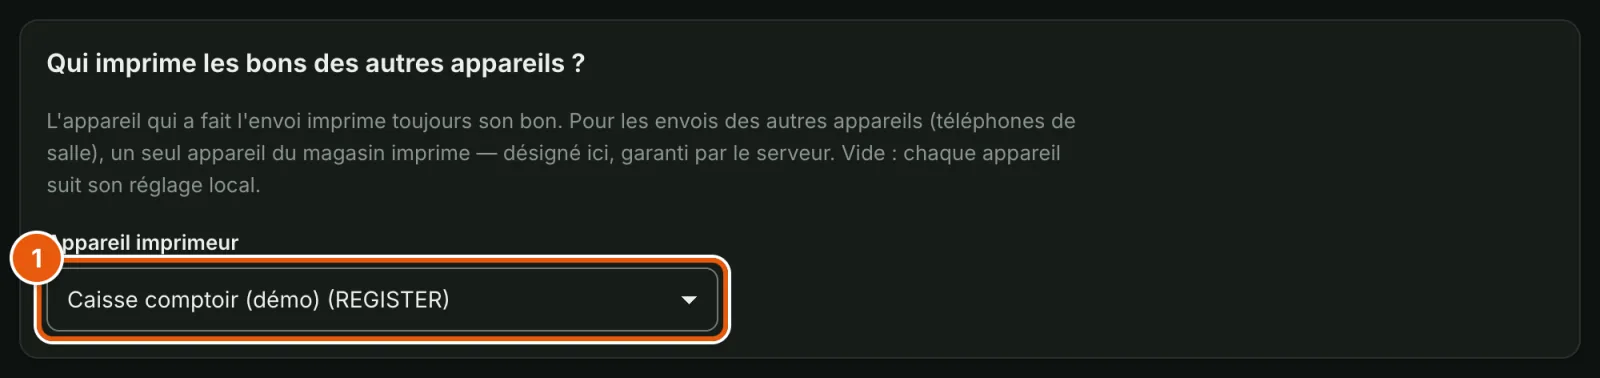 Qui imprime les bons des autres appareils ?
L'appareil qui a fait l'envoi imprime toujours son bon. Pour les envois des autres appareils (téléphones de
salle), un seul appareil du magasin imprime — désigné ici, garanti par le serveur. Vide : chaque appareil
suit son réglage local.
Appareil imprimeur
1
Caisse comptoir (démo) (REGISTER)